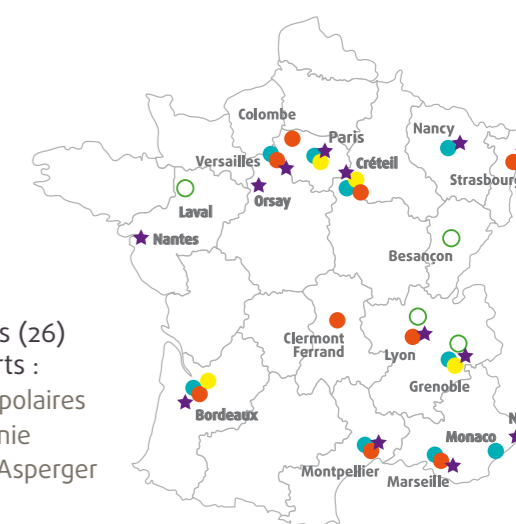 Colombe
Paris
Nancy
Versailles
Créteil
Strasbourg
Orsay
Laval
Nantes
Besançon
s (26)
rts :
polaires
nie
Asperger
Clermont
Ferrand
Lyon
Grenoble
Bordeaux
N
Monaco
Montpellier
Marseille